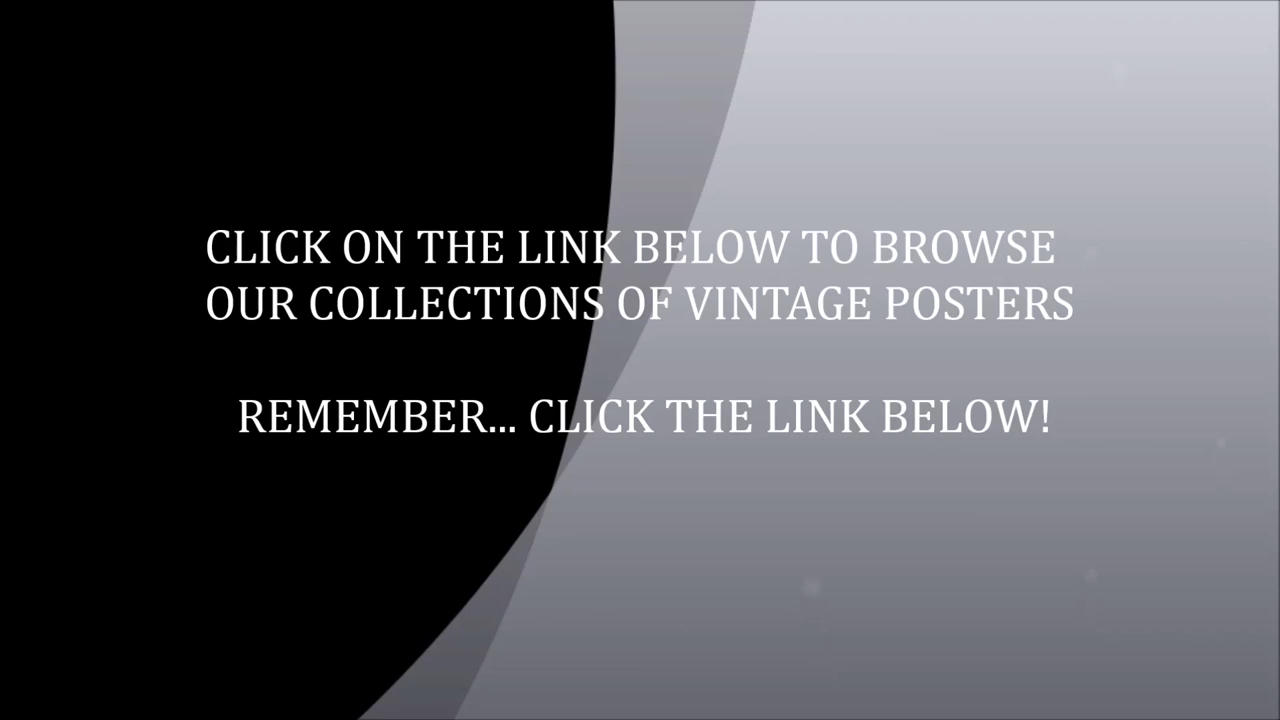 CLICK ON THE LINK BELOW TO BROWSE
OUR COLLECTIONS OF VINTAGE POSTERS
REMEMBER... CLICK THE LINK BELOW!